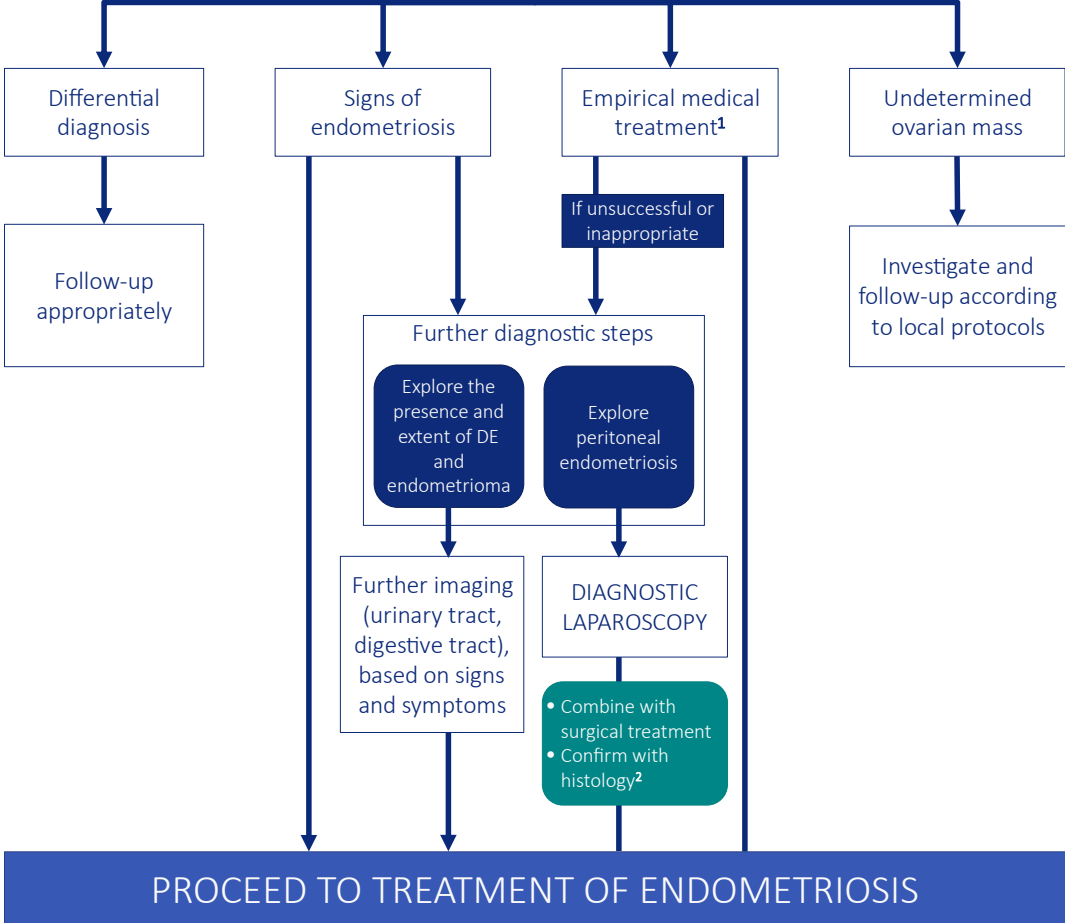 Differential
diagnosis
Signs of
endometriosis
Empirical medical
treatment¹
Undetermined
ovarian mass
If unsuccessful or
inappropriate
Follow-up
appropriately
Investigate and
follow-up according
to local protocols
Further diagnostic steps
Explore the
presence and
extent of DE
and
endometrioma
Explore
peritoneal
endometriosis
Further imaging
(urinary tract,
digestive tract),
based on signs
and symptoms
DIAGNOSTIC
LAPAROSCOPY
• Combine with
surgical treatment
• Confirm with
histology²
PROCEED TO TREATMENT OF ENDOMETRIOSIS